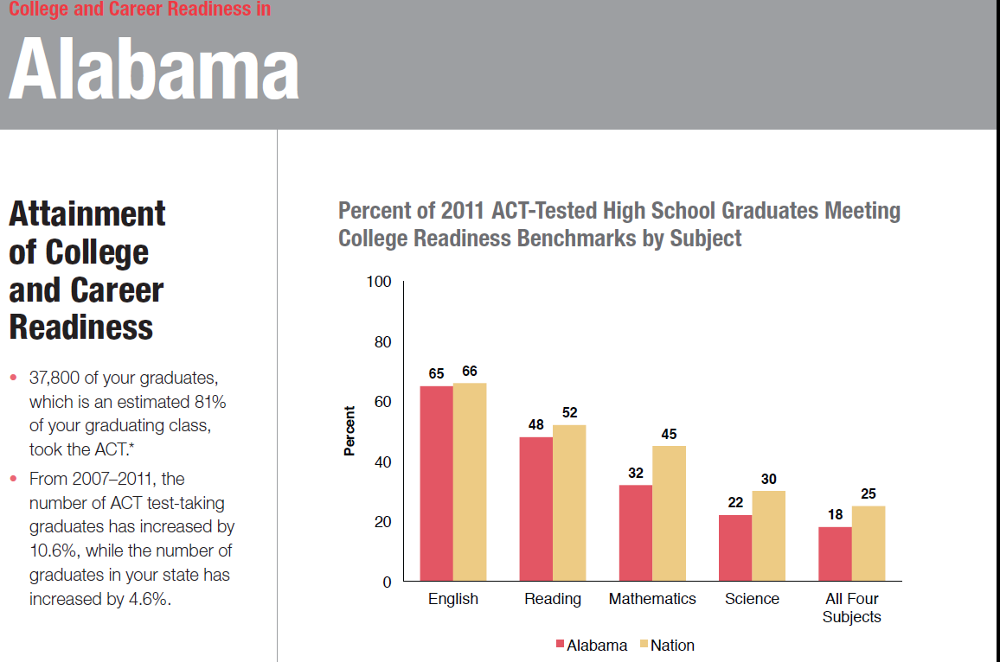 College and Career Readiness in
Alabama
Attainment
of College
and Career
Readiness
• 37,800 of your graduates,
which is an estimated 81%
of your graduating class,
took the ACT.*
• From 2007–2011, the
number of ACT test-taking
graduates has increased by
10.6%, while the number of
graduates in your state has
increased by 4.6%.
Percent of 2011 ACT-Tested High School Graduates Meeting
College Readiness Benchmarks by Subject
Percent
100
80
60
40
20
0
65 66
48 52
32 45
22 30
18 25
English Reading Mathematics Science All Four
Subjects
Alabama Nation